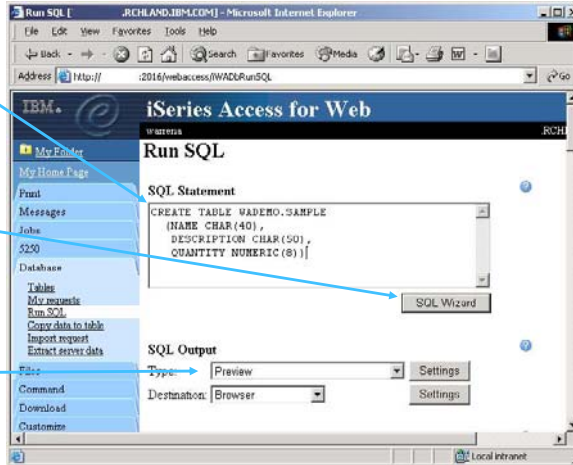 Run SQL [ .RCHLAND.IBM.COM] - Microsoft Internet Explorer
File Edit View Favorites Tools Help
Back Search Favorites Media
Address http:// :2016/webaccess/iWADbRunSQL Go
IBM. iSeries Access for Web
warrena .RCH
My Folder
My Home Page
Print
Messages
Jobs
5250
Database
Tables
My requests
Run SQL
Copy data to table
Import request
Extract server data
Files
Command
Download
Customize
Run SQL
SQL Statement
CREATE TABLE WADEMO.SAMPLE
(NAME CHAR(40),
DESCRIPTION CHAR(50),
QUANTITY NUMERIC(8))
SQL Wizard
SQL Output
Type: Preview Settings
Destination: Browser Settings
Local intranet